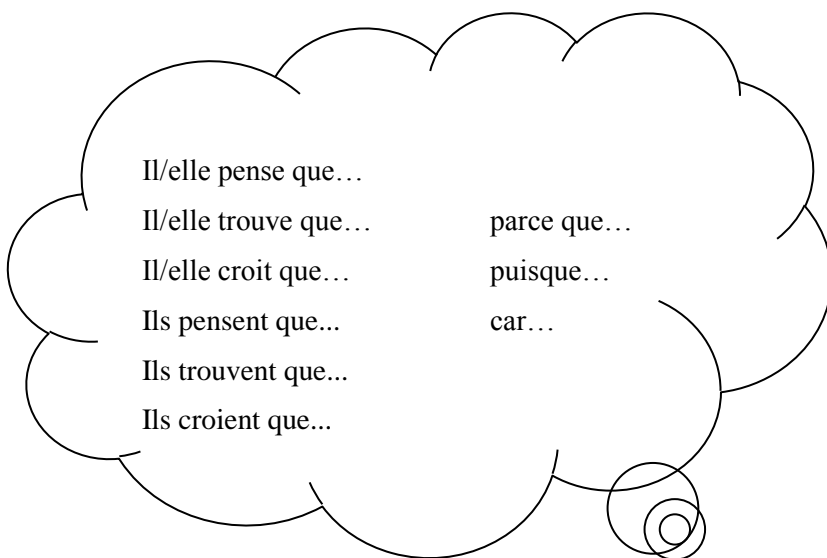 Il/elle pense que…
Il/elle trouve que… parce que…
Il/elle croit que… puisque…
Ils pensent que... car…
Ils trouvent que...
Ils croient que...